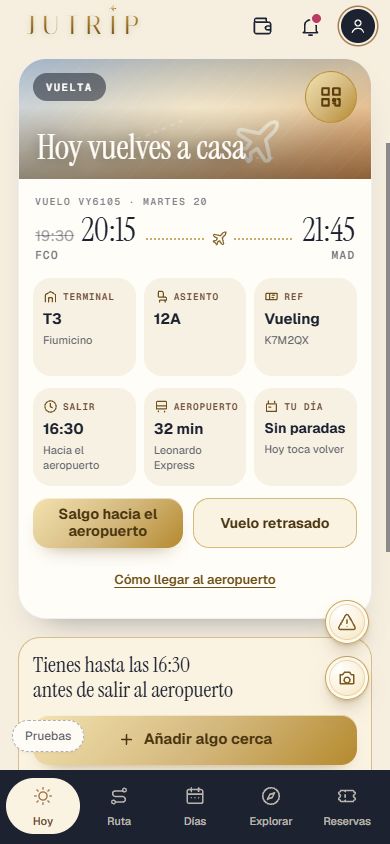 JUTRIP
VUELTA
Hoy vuelves a casa
VUELO VY6105 · MARTES 20
19:30 20:15 21:45
FCO MAD
TERMINAL
T3
Fiumicino
ASIENTO
12A
REF
Vueling
K7M2QX
SALIR
16:30
Hacia el
aeropuerto
AEROPUERTO
32 min
Leonardo
Express
TU DÍA
Sin paradas
Hoy toca volver
Salgo hacia el
aeropuerto
Vuelo retrasado
Cómo llegar al aeropuerto
Tienes hasta las 16:30
antes de salir al aeropuerto
Pruebas
+ Añadir algo cerca
Hoy
Ruta
Días
Explorar
Reservas